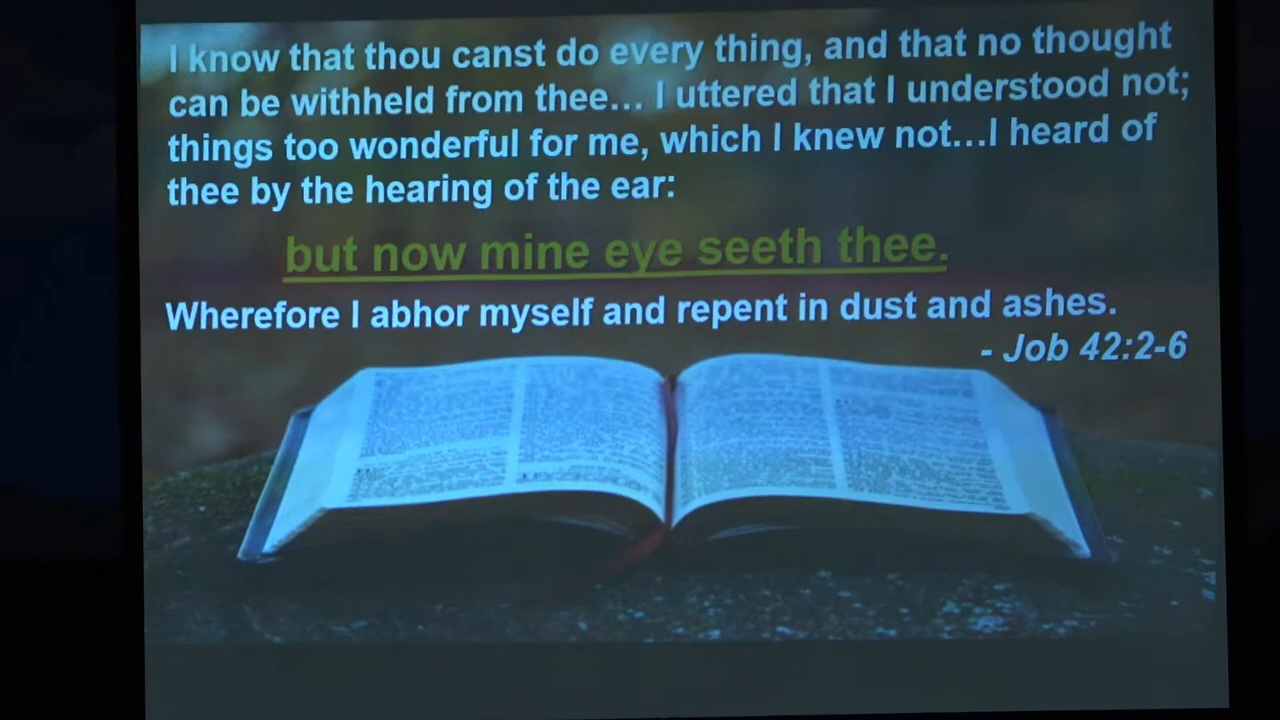 I know that thou canst do every thing, and that no thought
can be withheld from thee... I uttered that I understood not;
things too wonderful for me, which I knew not...I heard of
thee by the hearing of the ear:
but now mine eye seeth thee.
Wherefore I abhor myself and repent in dust and ashes.
- Job 42:2-6